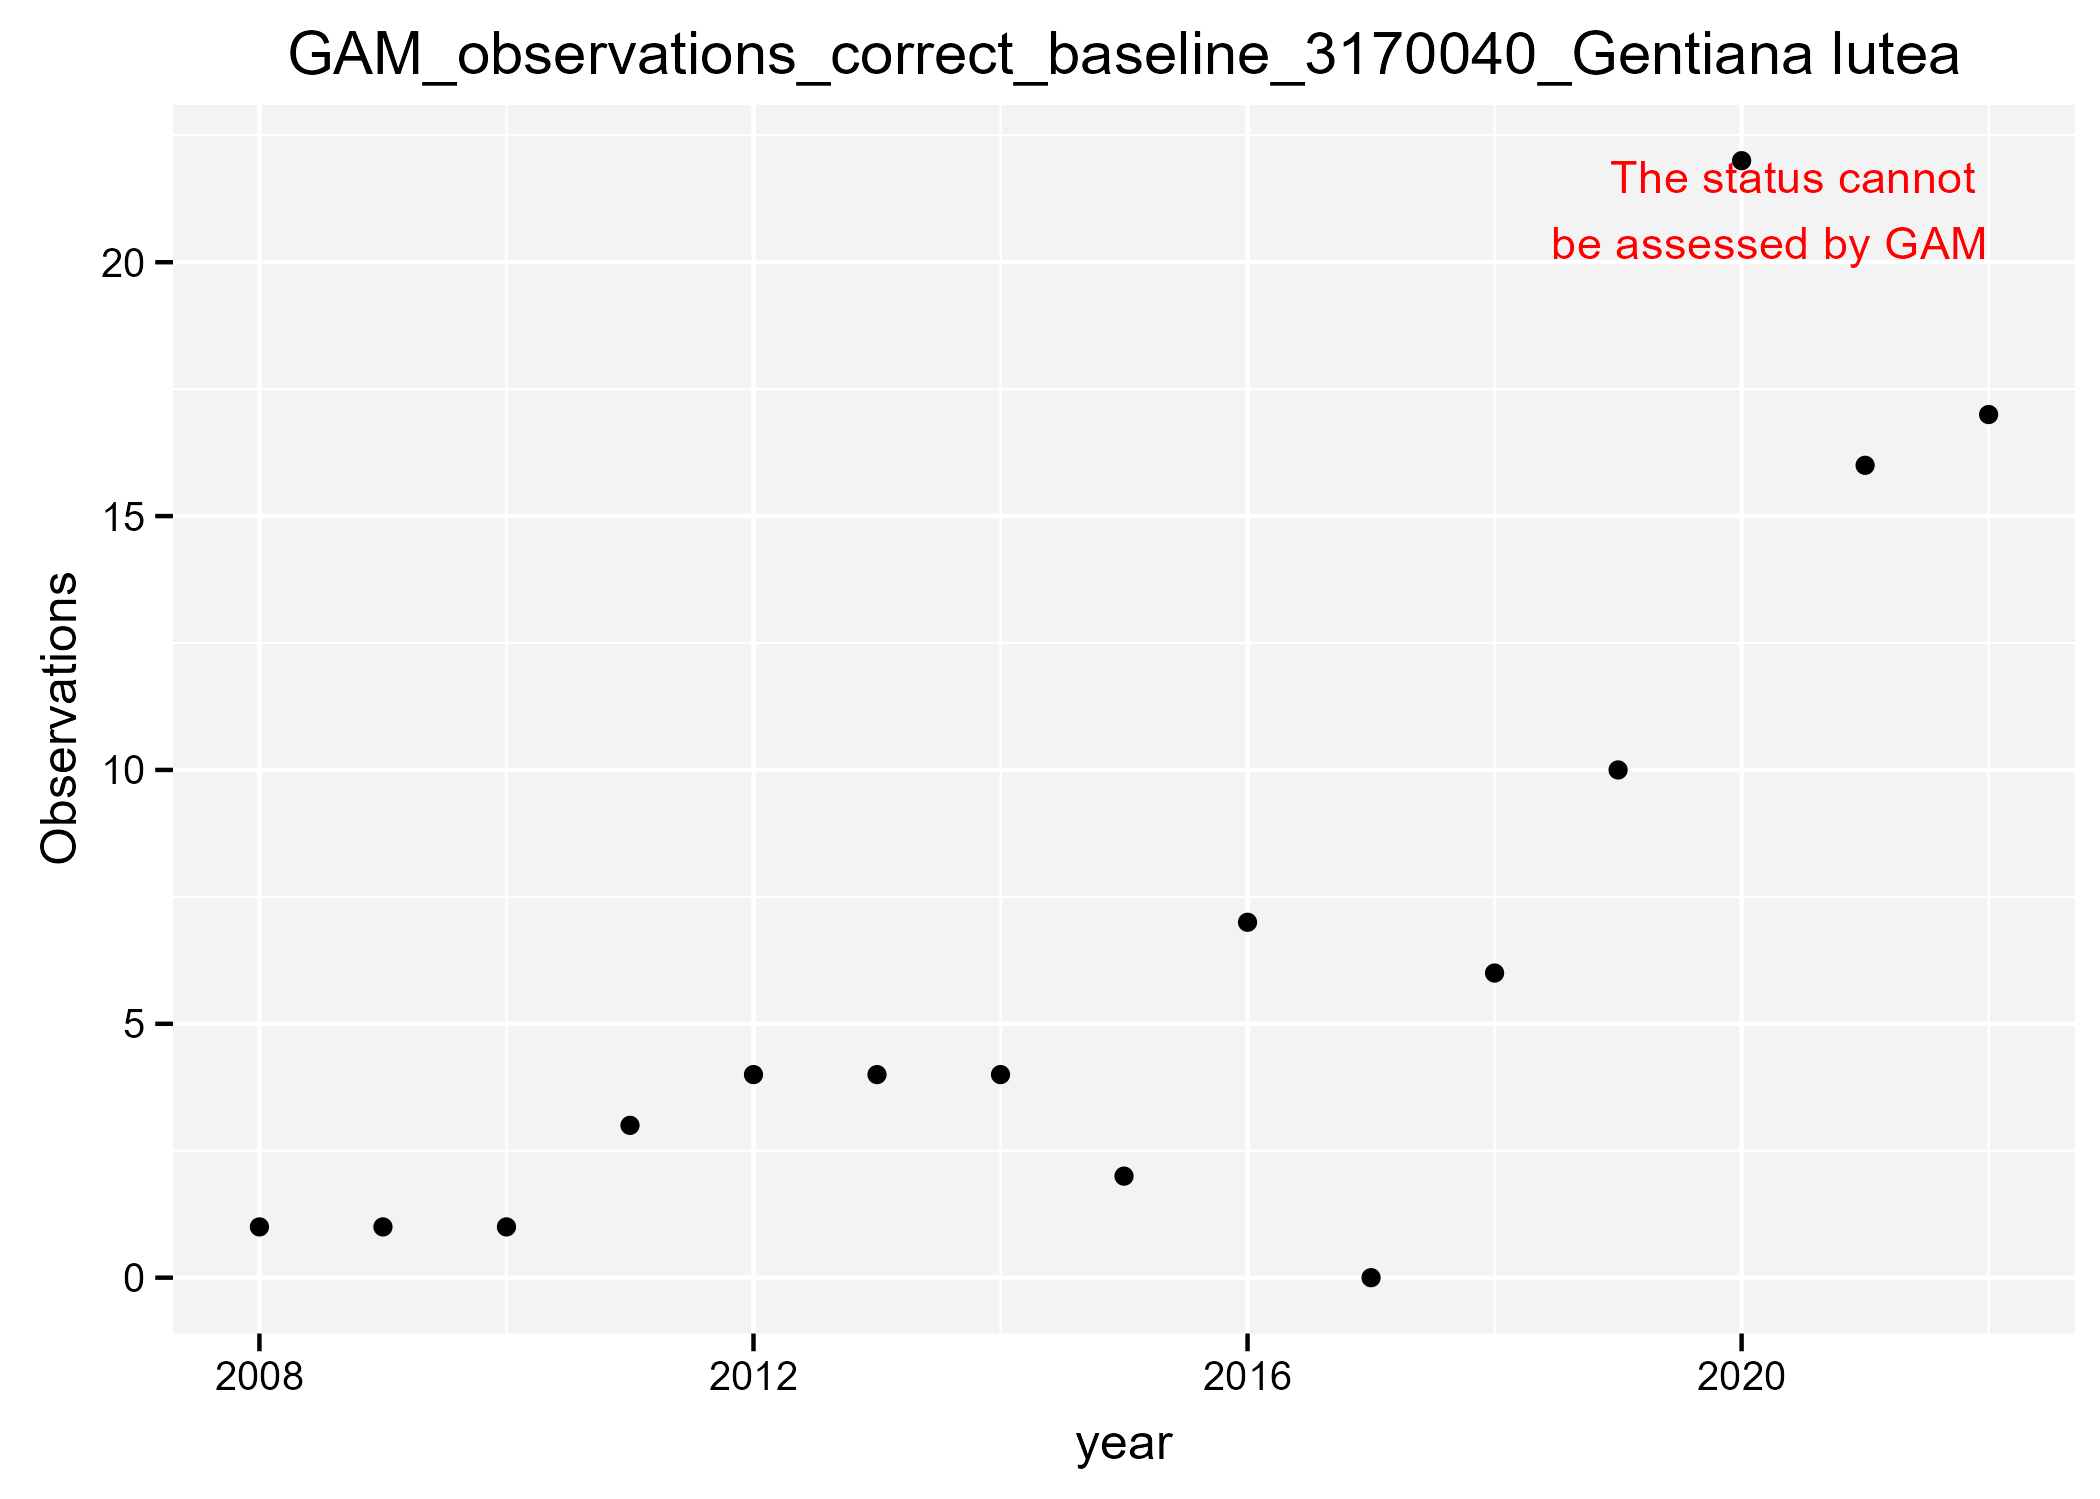 GAM_observations_correct_baseline_3170040_Gentiana lutea
The status cannot
be assessed by GAM
20
15
10
5
0
Observations
2008 2012 2016 2020
year